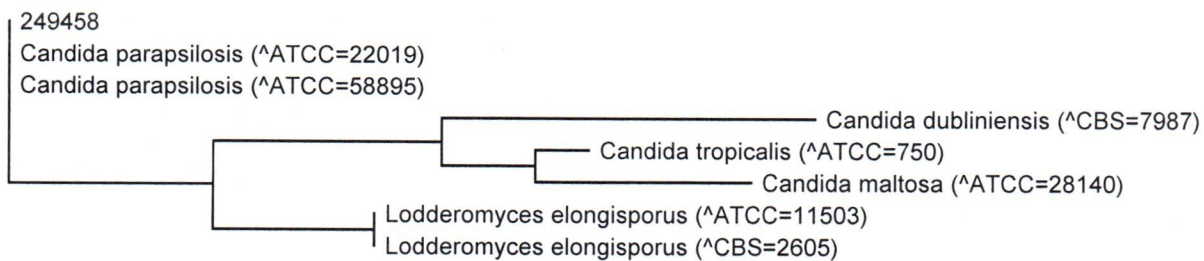 249458
Candida parapsilosis (^ATCC=22019)
Candida parapsilosis (^ATCC=58895)
Candida dubliniensis (^CBS=7987)
Candida tropicalis (^ATCC=750)
Candida maltosa (^ATCC=28140)
Lodderomyces elongisporus (^ATCC=11503)
Lodderomyces elongisporus (^CBS=2605)